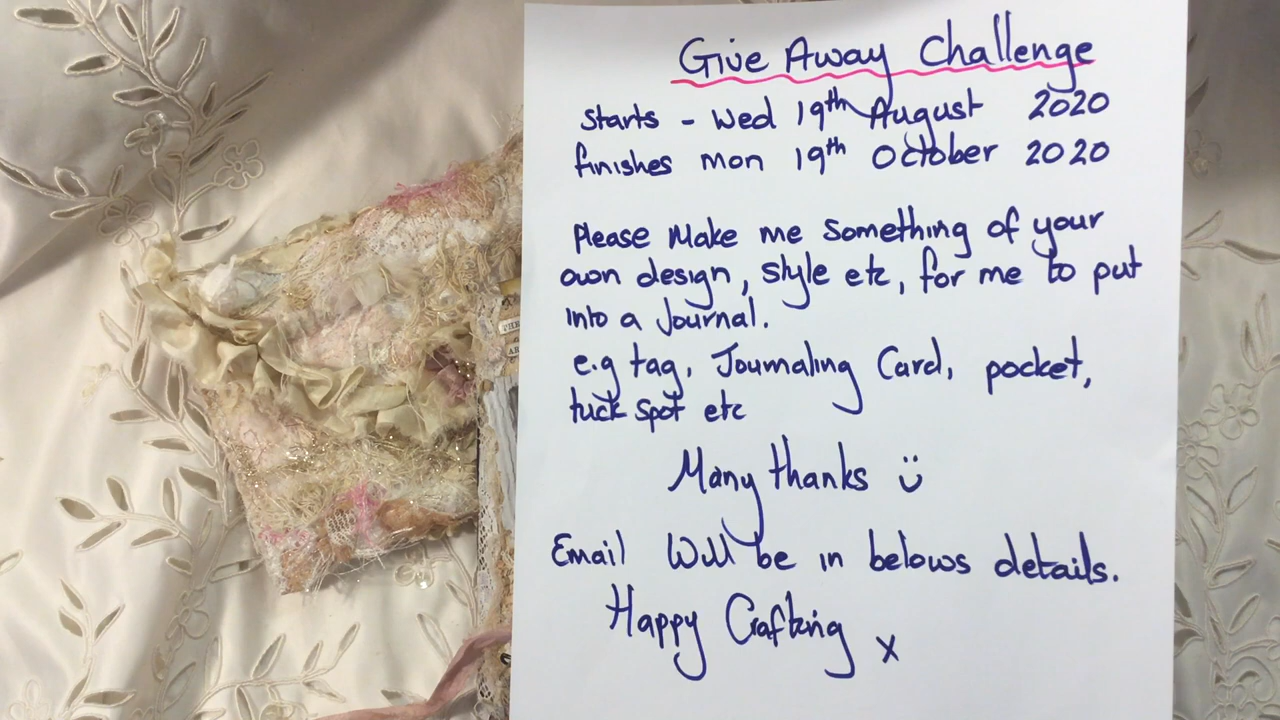 Give Away Challenge
Starts - Wed 19th August 2020
finishes mon 19th October 2020
Please Make me Something of your
own design, style etc, for me to put
into a Journal.
e.g tag, Journaling Card, pocket,
tuck spot etc
Many thanks ü
Email Will be in belows details.
Happy Crafting x